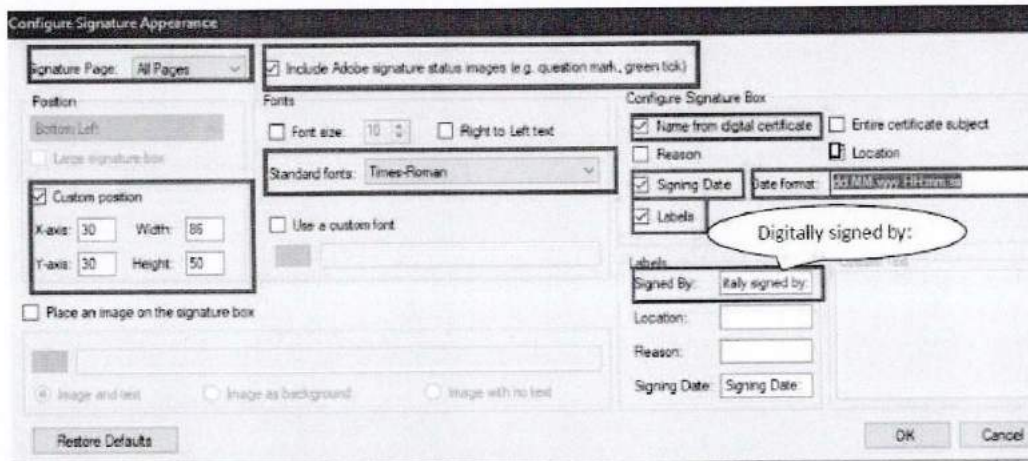 Configure Signature Appearance
Signature Page: All Pages
Include Adobe signature status images (e.g. question mark, green tick)
Position
Bottom Left
Large signature box
Custom position
X-axis: 30 Width: 86
Y-axis: 30 Height: 50
Fonts
Font size: 10 Right to Left text
Standard fonts: Times-Roman
Use a custom font
Configure Signature Box
Name from digital certificate Entire certificate subject
Reason Location
Signing Date Date format:
Labels
Digitally signed by:
Labels
Signed By: itally signed by:
Location:
Reason:
Signing Date: Signing Date:
Place an image on the signature box
Image and text Image as background Image with no text
Restore Defaults
OK Cancel